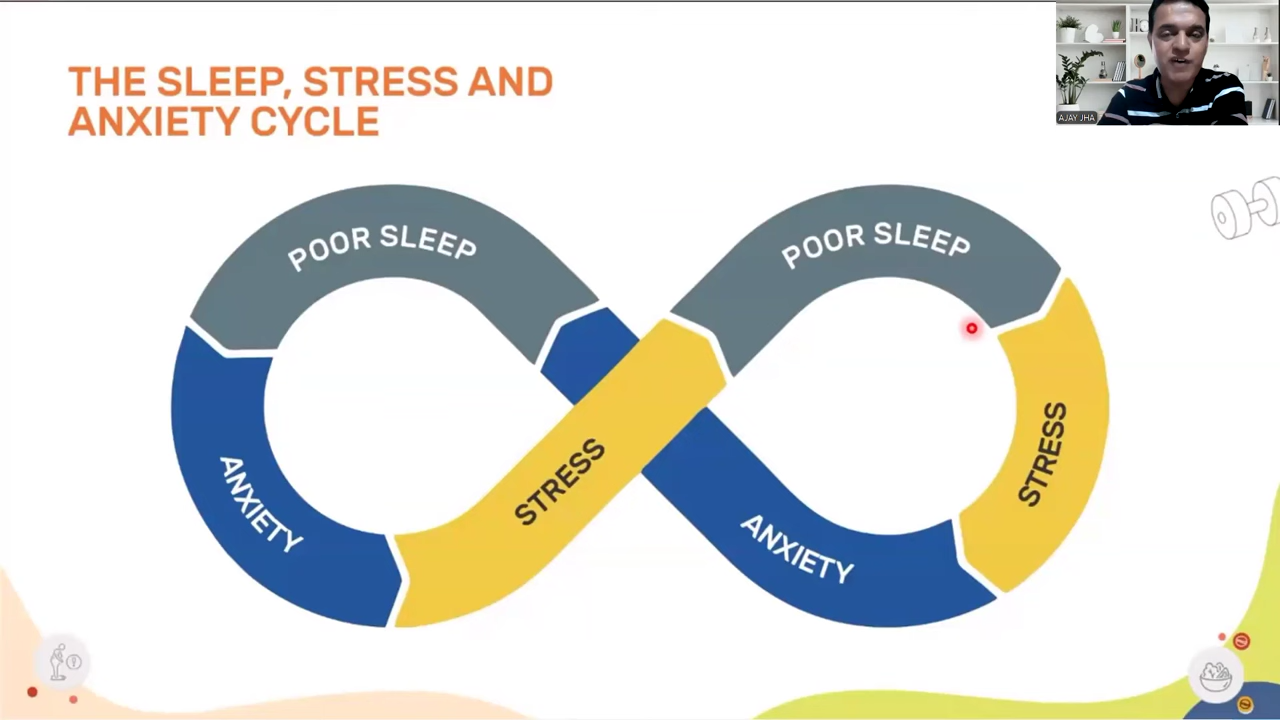 THE SLEEP, STRESS AND
ANXIETY CYCLE
AJAY JHA
POOR SLEEP
POOR SLEEP
ANXIETY
STRESS
ANXIETY
STRESS